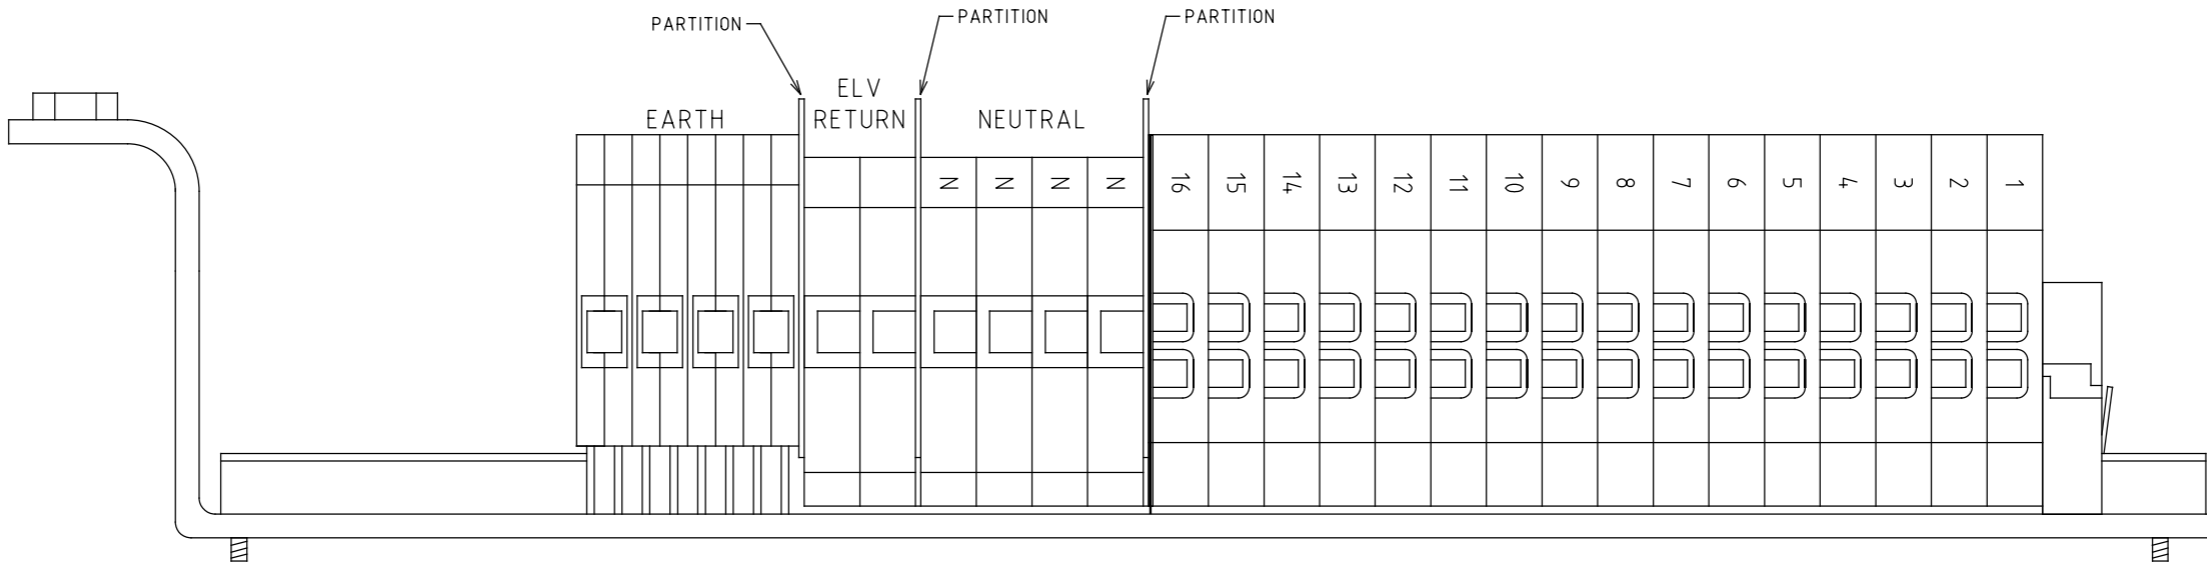 PARTITION
PARTITION
PARTITION
ELV
RETURN
EARTH
NEUTRAL
N N N N 16 15 14 13 12 11 10 9 8 7 6 5 4 3 2 1